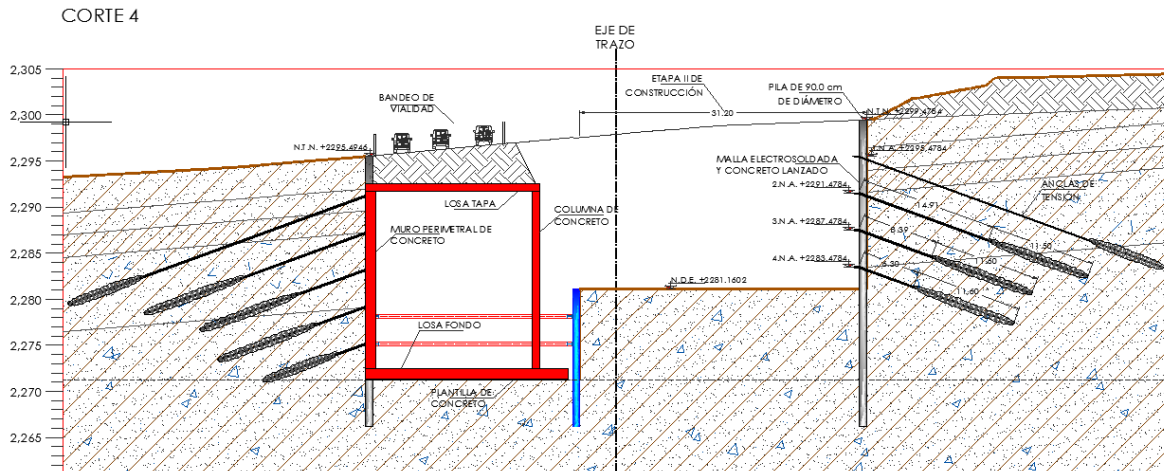 CORTE 4
EJE DE
TRAZO
2,305
2,300
2,295
2,290
2,285
2,280
2,275
2,270
2,265
BANDEO DE
VIALIDAD
ETAPA II DE
CONSTRUCCIÓN
31.20
PILA DE 90.0 cm
DE DIÁMETRO
N.T.N. +2299.4784
N.T.N. +2295.4946
1.N.A. +2295.4784
MALLA ELECTROSOLDADA
Y CONCRETO LANZADO
2.N.A. +2291.4784
ANCLAS DE
TENSIÓN
LOSA TAPA
COLUMNA DE
CONCRETO
14.91
MURO PERIMETRAL DE
CONCRETO
3.N.A. +2287.4784
8.39
11.50
4.N.A. +2283.4784
11.60
N.D.E. +2281.1602
11.60
LOSA FONDO
PLANTILLA DE
CONCRETO